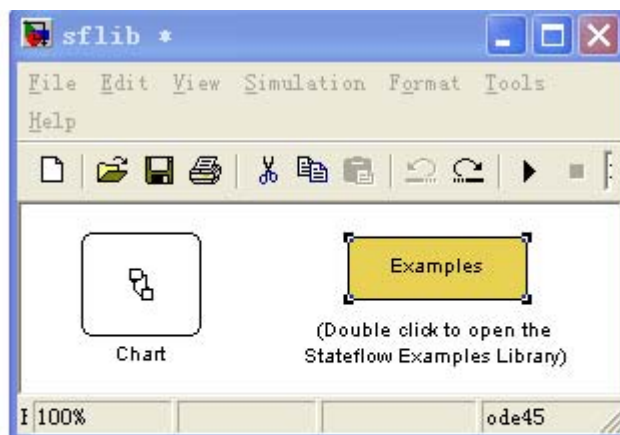 sflib *
File Edit View Simulation Format Tools
Help
Examples
(Double click to open the
Stateflow Examples Library)
Chart
100%
ode45